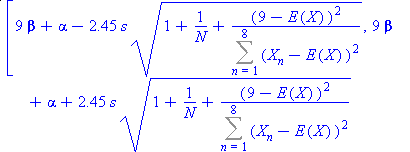 [ 9 β + α − 2.45 s √(1 + 1/N + (9 − E(X))² / ∑_{n=1}^{8} (X_n − E(X))²), 9 β
+ α + 2.45 s √(1 + 1/N + (9 − E(X))² / ∑_{n=1}^{8} (X_n − E(X))²)